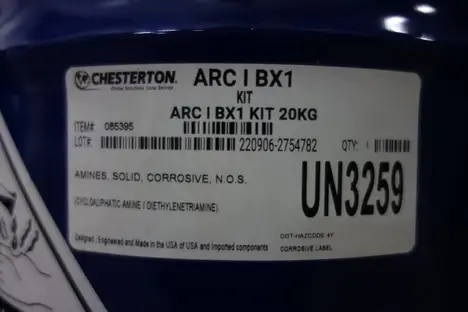 CHESTERTON.
Global Solutions, Local Service.
ARC I BX1
KIT
ARC I BX1 KIT 20KG
ITEM#: 085395
LOT#: 220906-2754782 QTY: 1
AMINES, SOLID, CORROSIVE, N.O.S.
UN3259
(CYCLOALIPHATIC AMINE / DIETHYLENETRIAMINE)
Designed, Engineered and Made in the USA of USA and Imported components
DOT-HAZCODE 4Y
CORROSIVE LABEL